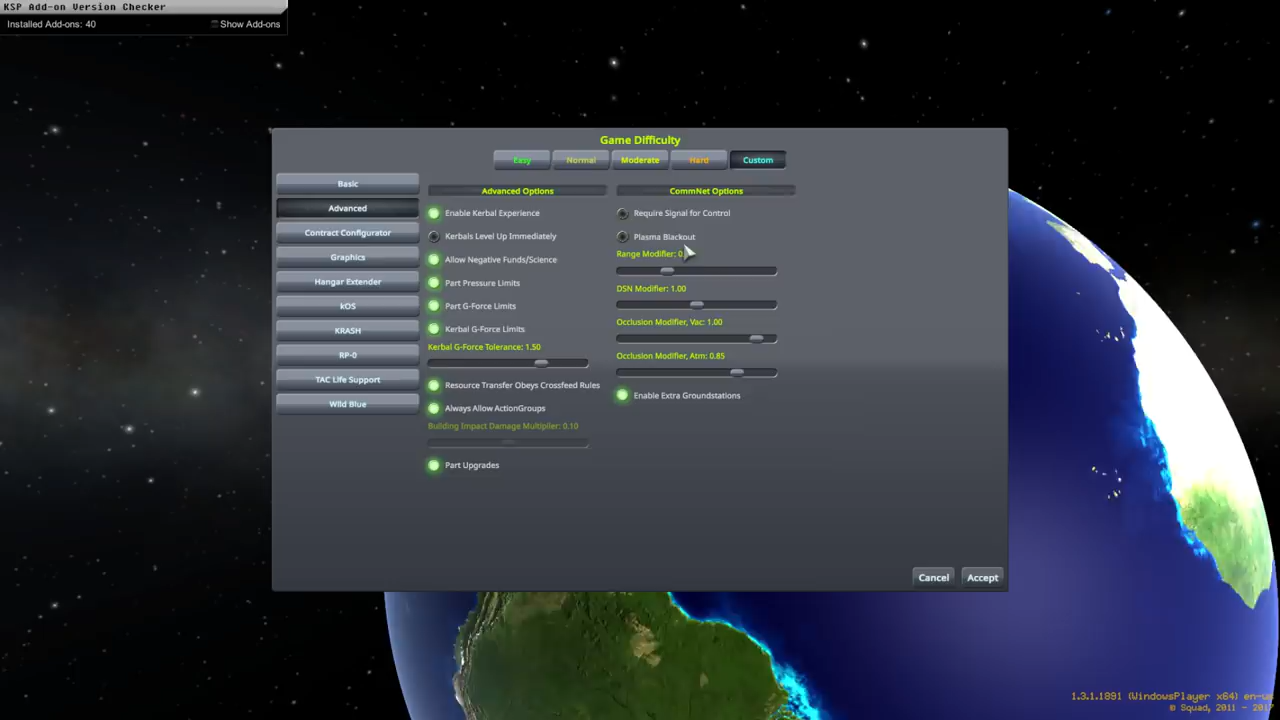 KSP Add-on Version Checker
Installed Add-ons: 40
Show Add-ons
Game Difficulty
Easy
Normal
Moderate
Hard
Custom
Basic
Advanced
Contract Configurator
Graphics
Hangar Extender
kOS
KRASH
RP-0
TAC Life Support
Wild Blue
Advanced Options
Enable Kerbal Experience
Kerbals Level Up Immediately
Allow Negative Funds/Science
Part Pressure Limits
Part G-Force Limits
Kerbal G-Force Limits
Kerbal G-Force Tolerance: 1.50
Resource Transfer Obeys Crossfeed Rules
Always Allow ActionGroups
Building Impact Damage Multiplier: 0.10
Part Upgrades
CommNet Options
Require Signal for Control
Plasma Blackout
Range Modifier:
DSN Modifier: 1.00
Occlusion Modifier, Vac: 1.00
Occlusion Modifier, Atm: 0.85
Enable Extra Groundstations
Cancel
Accept
1.3.1.1891 (WindowsPlayer x64) en-us
© Squad, 2011 - 2017